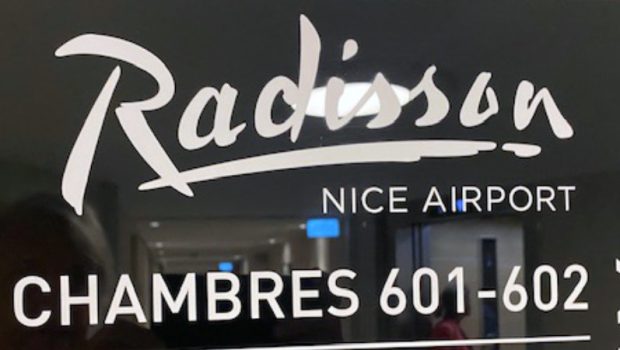 Radisson
NICE AIRPORT
CHAMBRES 601-602